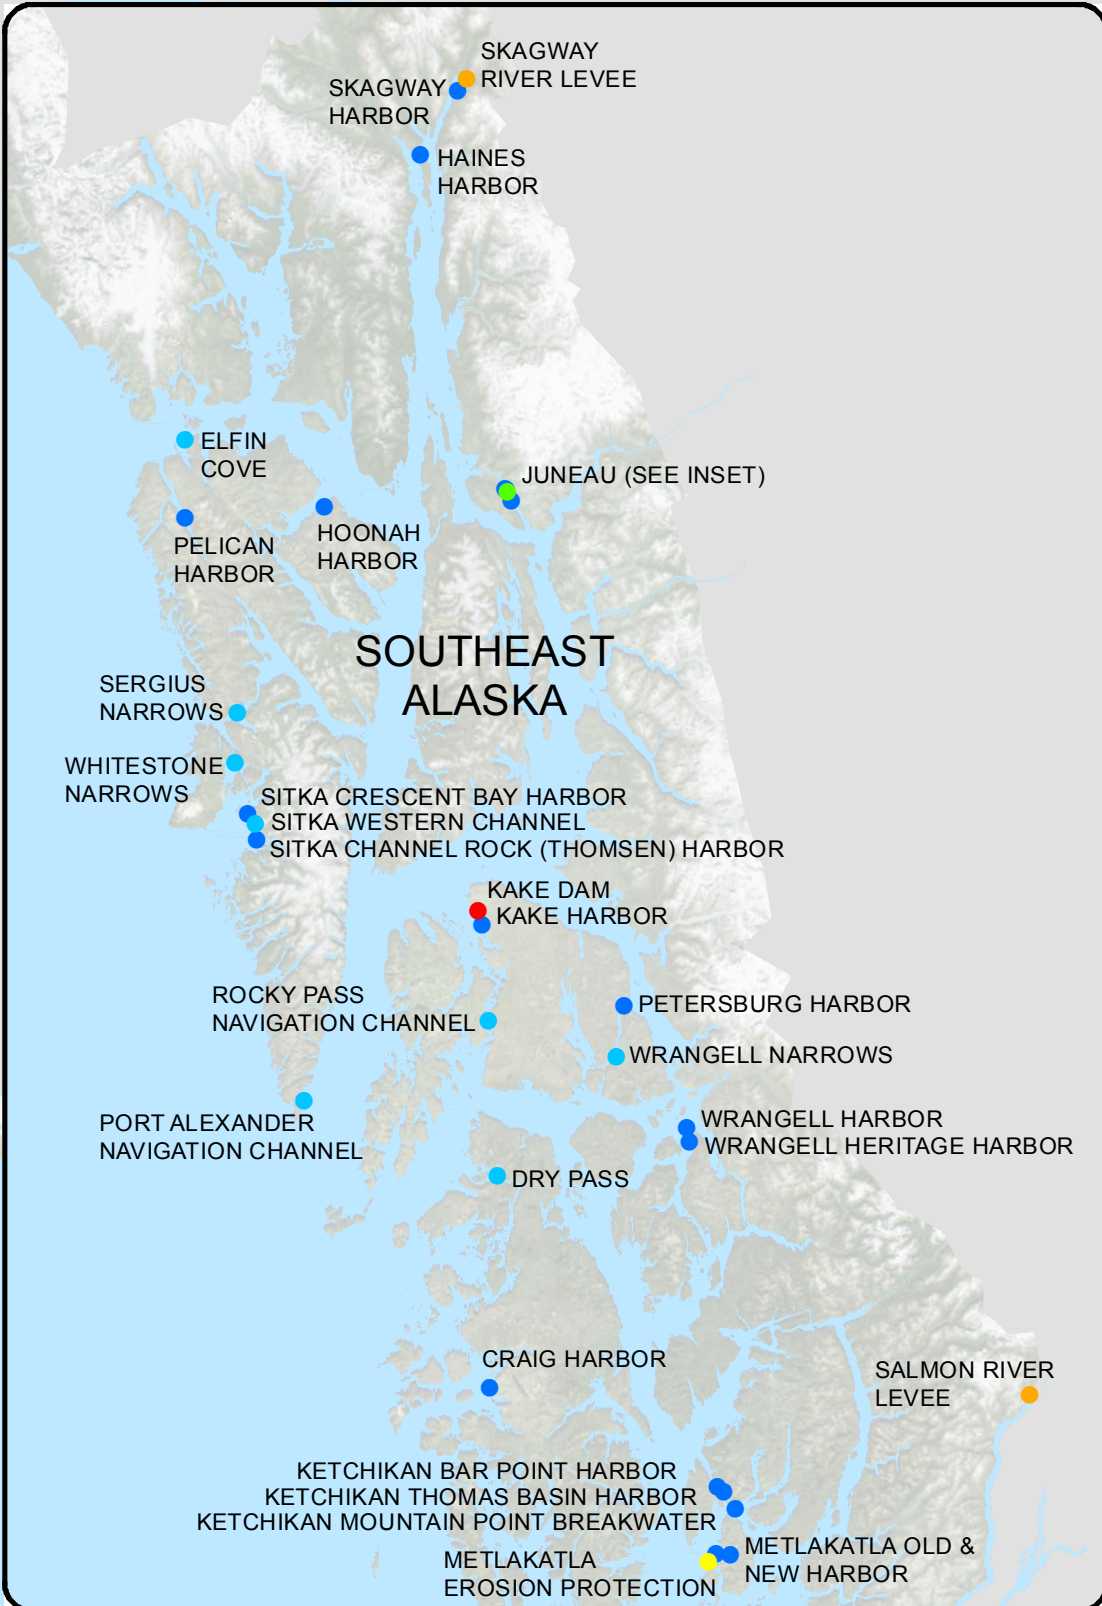 SKAGWAY
RIVER LEVEE
SKAGWAY
HARBOR
HAINES
HARBOR
ELFIN
COVE
JUNEAU (SEE INSET)
PELICAN
HARBOR
HOONAH
HARBOR
SOUTHEAST
ALASKA
SERGIUS
NARROWS
WHITESTONE
NARROWS
SITKA CRESCENT BAY HARBOR
SITKA WESTERN CHANNEL
SITKA CHANNEL ROCK (THOMSEN) HARBOR
KAKE DAM
KAKE HARBOR
ROCKY PASS
NAVIGATION CHANNEL
PETERSBURG HARBOR
WRANGELL NARROWS
PORT ALEXANDER
NAVIGATION CHANNEL
WRANGELL HARBOR
WRANGELL HERITAGE HARBOR
DRY PASS
CRAIG HARBOR
SALMON RIVER
LEVEE
KETCHIKAN BAR POINT HARBOR
KETCHIKAN THOMAS BASIN HARBOR
KETCHIKAN MOUNTAIN POINT BREAKWATER
METLAKATLA OLD &
NEW HARBOR
METLAKATLA
EROSION PROTECTION